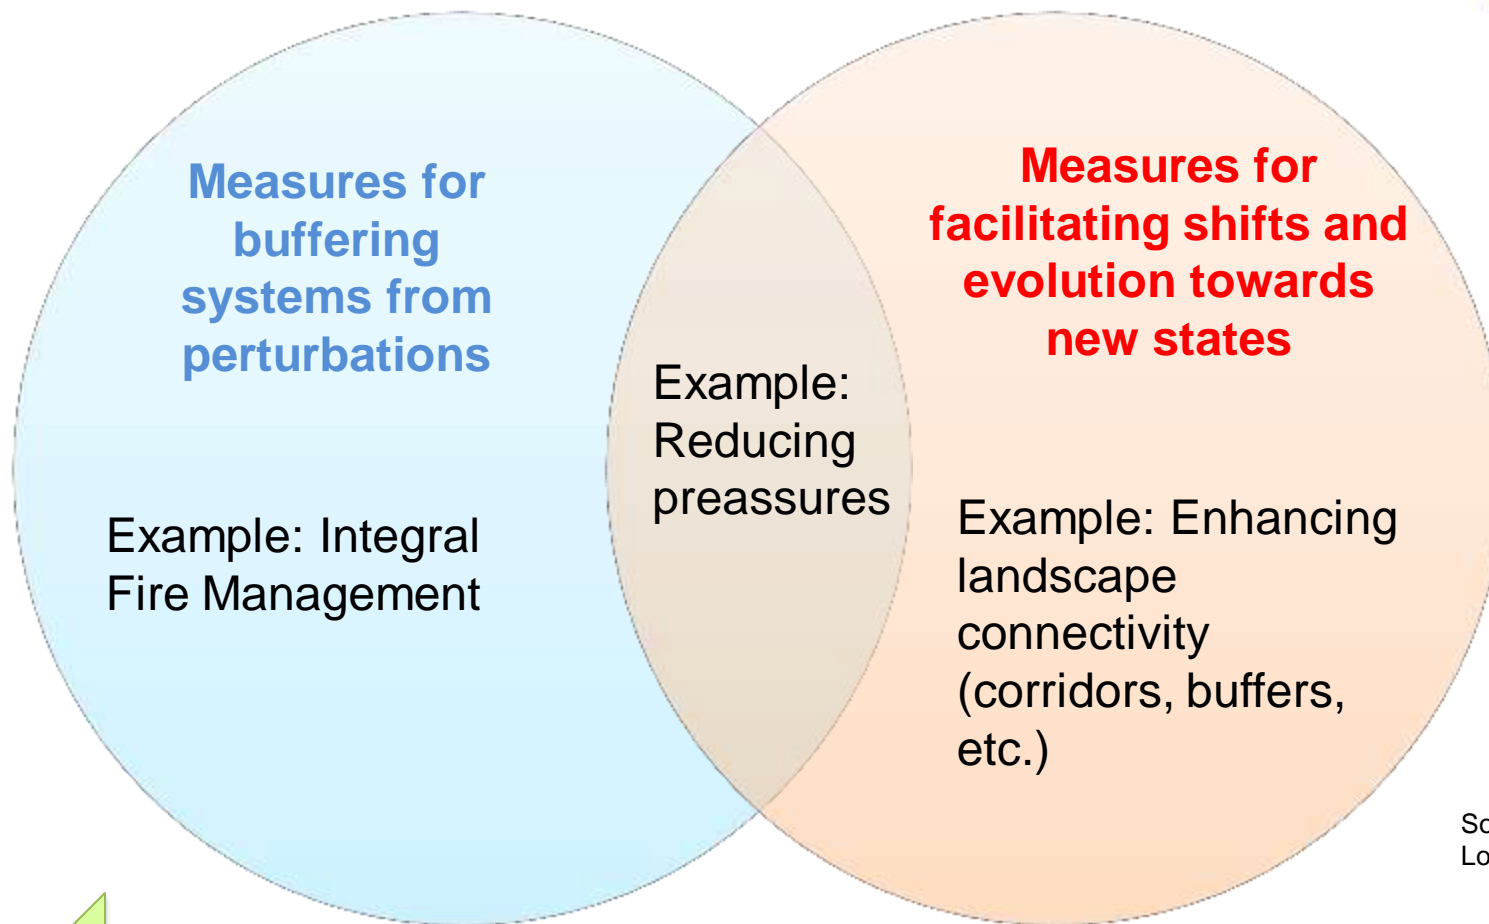 Measures for
buffering
systems from
perturbations
Example: Integral
Fire Management
Example:
Reducing
preassures
Measures for
facilitating shifts and
evolution towards
new states
Example: Enhancing
landscape
connectivity
(corridors, buffers,
etc.)